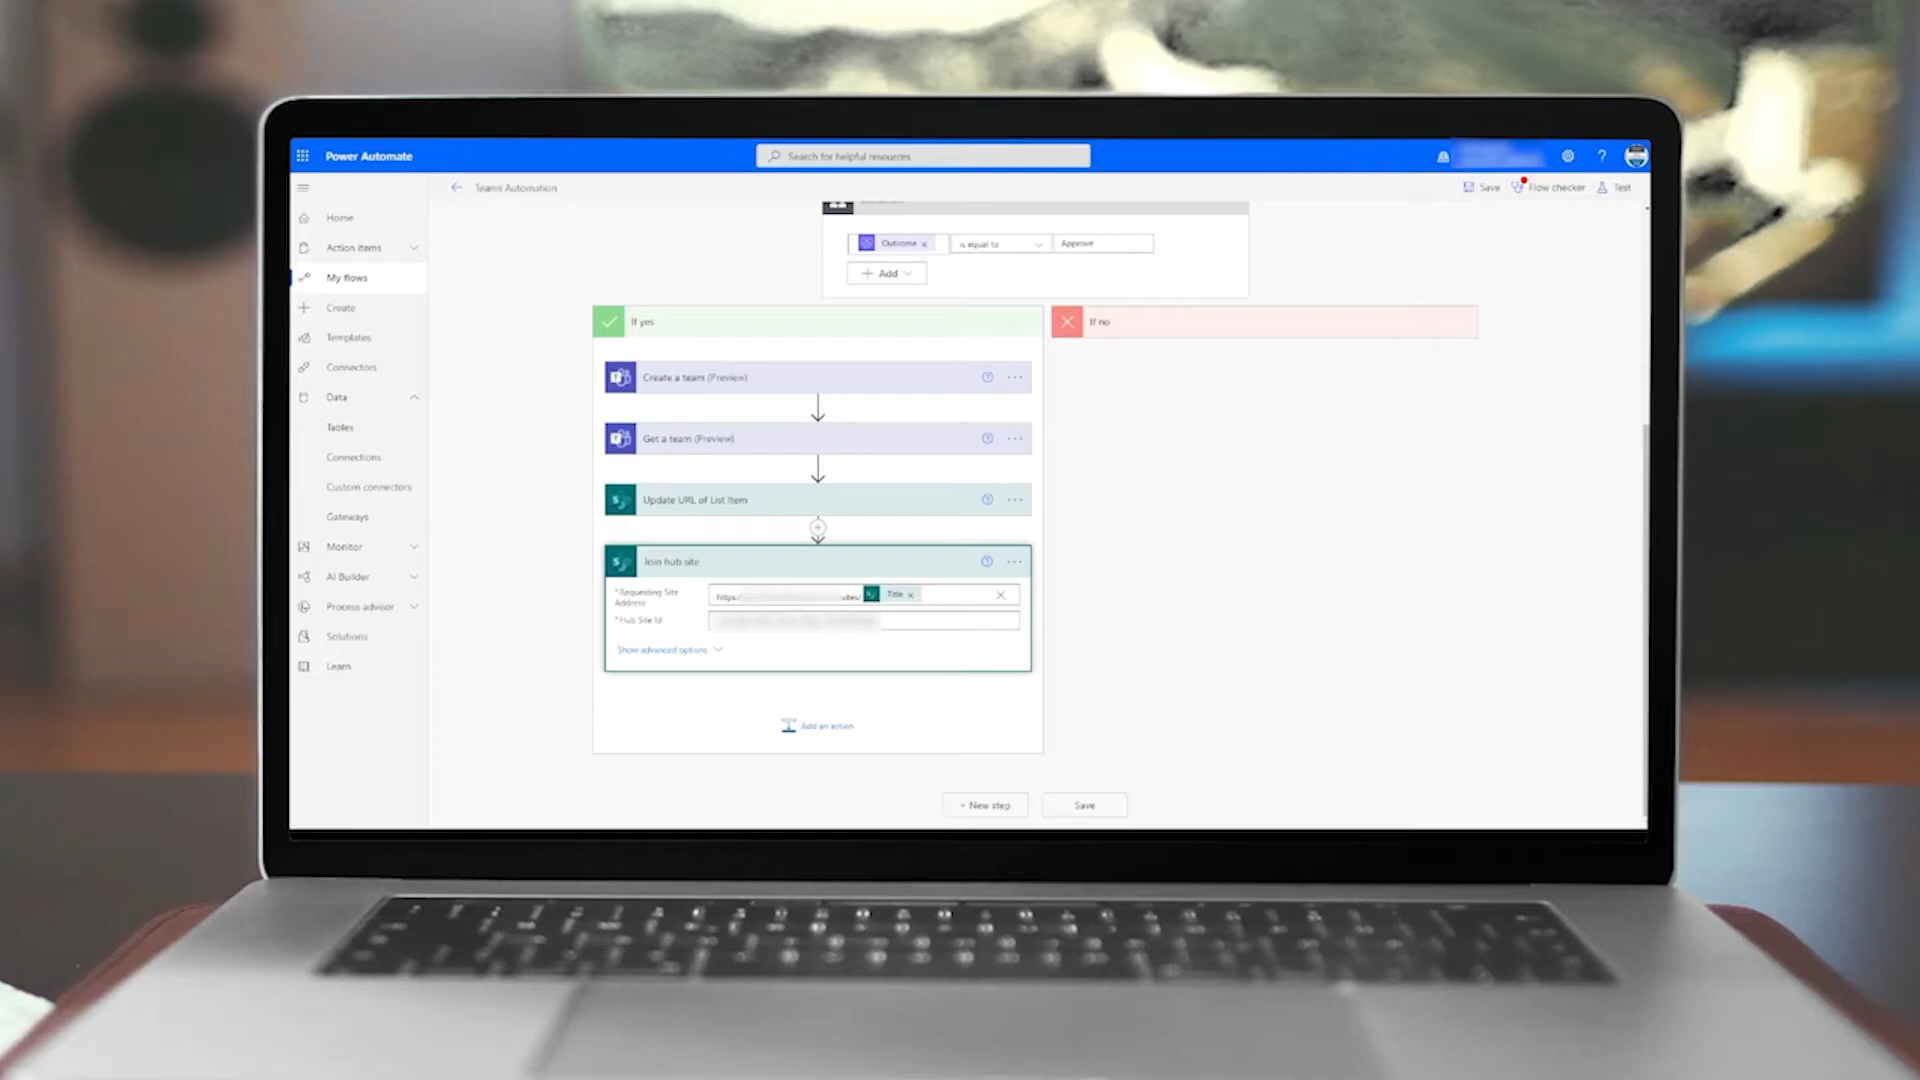 Power Automate
Search for helpful resources
?
Teams Automation
Save
Flow checker
Test
Home
Action items
My flows
Create
Templates
Connectors
Data
Tables
Connections
Custom connectors
Gateways
Monitor
AI Builder
Process advisor
Solutions
Learn
Outcome
is equal to
Approve
Add
If yes
If no
Create a team (Preview)
Get a team (Preview)
Update URL of List Item
Join hub site
* Requesting Site
Address
https:/ sites/ Title
* Hub Site Id
Show advanced options
Add an action
+ New step
Save